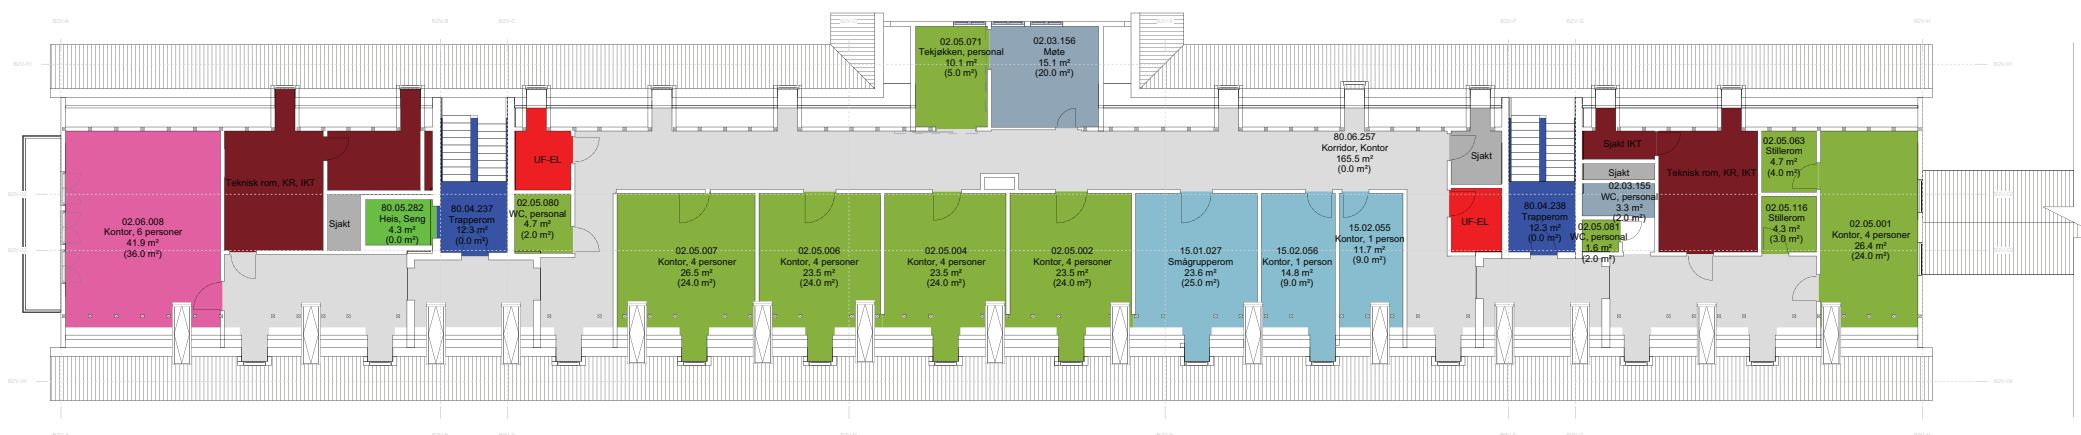 02.05.071
Tekjøkken, personal
10.1 m²
(5.0 m²)
02.03.156
Møte
15.1 m²
(20.0 m²)
80.06.257
Korridor, Kontor
165.5 m²
(0.0 m²)
UF-EL
Sjakt
Sjakt IKT
Sjakt
02.05.063
Stillerom
4.7 m²
(4.0 m²)
Teknisk rom, KR, IKT
Teknisk rom, KR, IKT
02.03.155
WC, personal
3.3 m²
(2.0 m²)
02.06.008
Kontor, 6 personer
41.9 m²
(36.0 m²)
Sjakt
80.05.282
Heis, Seng
4.3 m²
(0.0 m²)
80.04.237
Trapperom
12.3 m²
(0.0 m²)
02.05.080
WC, personal
4.7 m²
(2.0 m²)
UF-EL
80.04.238
Trapperom
12.3 m²
(0.0 m²)
02.05.081
WC, personal
1.6 m²
(2.0 m²)
02.05.116
Stillerom
4.3 m²
(3.0 m²)
02.05.001
Kontor, 4 personer
26.4 m²
(24.0 m²)
02.05.007
Kontor, 4 personer
26.5 m²
(24.0 m²)
02.05.006
Kontor, 4 personer
23.5 m²
(24.0 m²)
02.05.004
Kontor, 4 personer
23.5 m²
(24.0 m²)
02.05.002
Kontor, 4 personer
23.5 m²
(24.0 m²)
15.01.027
Smågrupperom
23.6 m²
(25.0 m²)
15.02.056
Kontor, 1 person
14.8 m²
(9.0 m²)
15.02.055
Kontor, 1 person
11.7 m²
(9.0 m²)